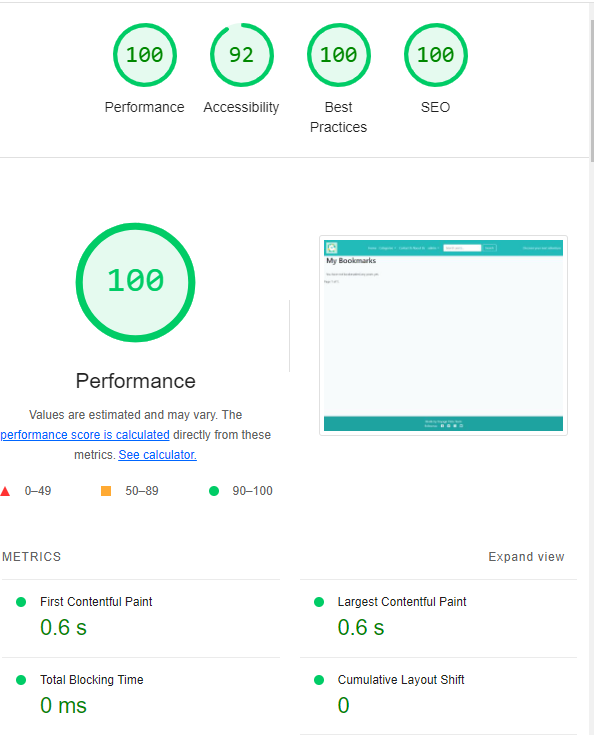 100
92
100
100
Performance
Accessibility
Best
Practices
SEO
100
My Bookmarks
Performance
Values are estimated and may vary. The
performance score is calculated directly from these
metrics. See calculator.
0–49
50–89
90–100
METRICS
Expand view
First Contentful Paint
0.6 s
Largest Contentful Paint
0.6 s
Total Blocking Time
0 ms
Cumulative Layout Shift
0